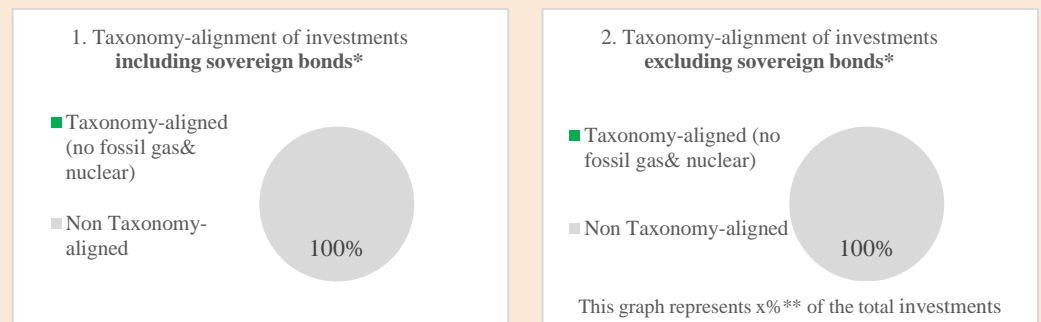 1. Taxonomy-alignment of investments
including sovereign bonds*
Taxonomy-aligned
(no fossil gas& 
nuclear)
Non Taxonomy-
aligned
100%
2. Taxonomy-alignment of investments
excluding sovereign bonds*
Taxonomy-aligned (no
fossil gas& nuclear)
Non Taxonomy-aligned
100%
This graph represents x%** of the total investments